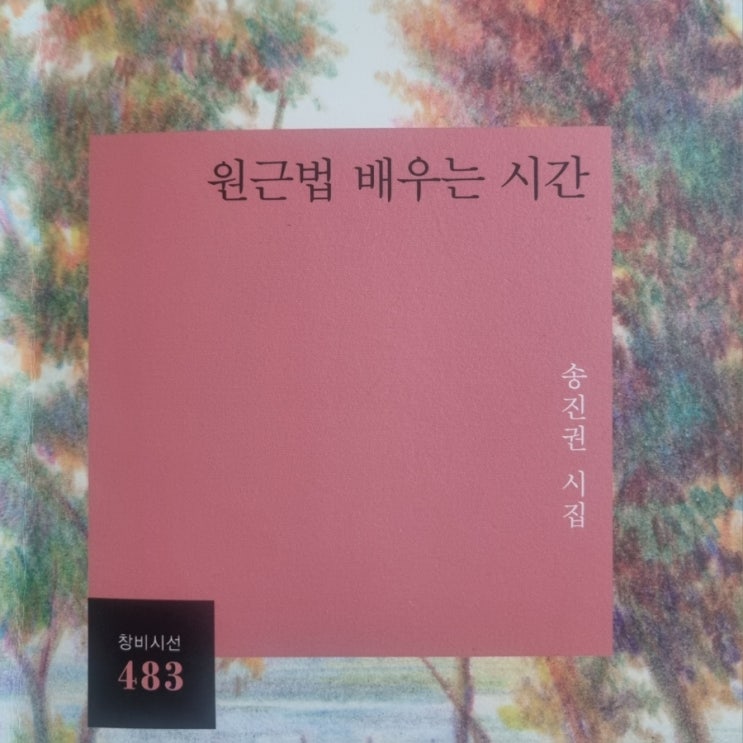 원근법 배우는 시간
송진권 시집
창비시선
483